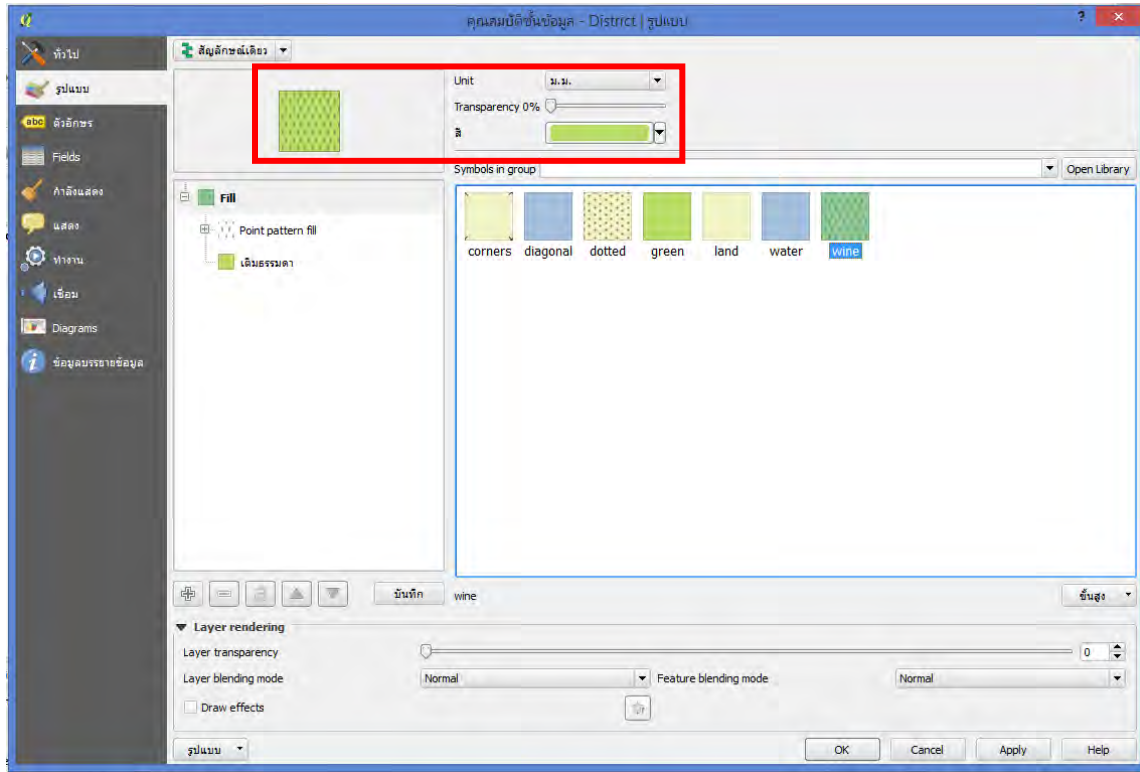 คุณสมบัติชั้นข้อมูล - District | รูปแบบ
?
ทั่วไป
รูปแบบ
abc ตัวอักษร
Fields
กำลังแสดง
แสดง
ทำงาน
เชื่อม
Diagrams
i ข้อมูลบรรยายข้อมูล
สัญลักษณ์เดียว
Unit ม.ม.
Transparency 0%
สี
Symbols in group
Open Library
Fill
Point pattern fill
เติมธรรมดา
corners diagonal dotted green land water wine
บันทึก
wine
ขั้นสูง
Layer rendering
Layer transparency 0
Layer blending mode Normal Feature blending mode Normal
Draw effects
รูปแบบ OK Cancel Apply Help